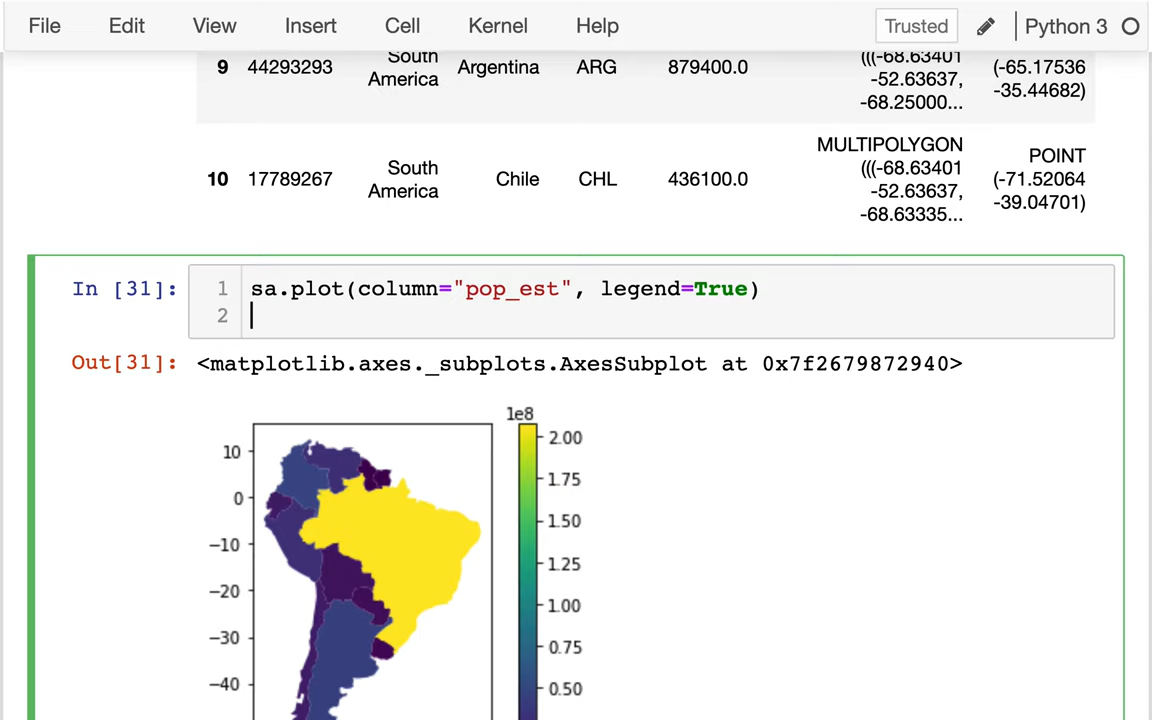 File Edit View Insert Cell Kernel Help Trusted Python 3
9 44293293 South America Argentina ARG 879400.0 (((-68.63401 -52.63637, -68.25000... (-65.17536 -35.44682)
10 17789267 South America Chile CHL 436100.0 MULTIPOLYGON (((-68.63401 -52.63637, -68.63335... POINT (-71.52064 -39.04701)
In [31]: 1 sa.plot(column="pop_est", legend=True)
2
Out[31]: <matplotlib.axes._subplots.AxesSubplot at 0x7f2679872940>
1e8
10
0
−10
−20
−30
−40
2.00
1.75
1.50
1.25
1.00
0.75
0.50